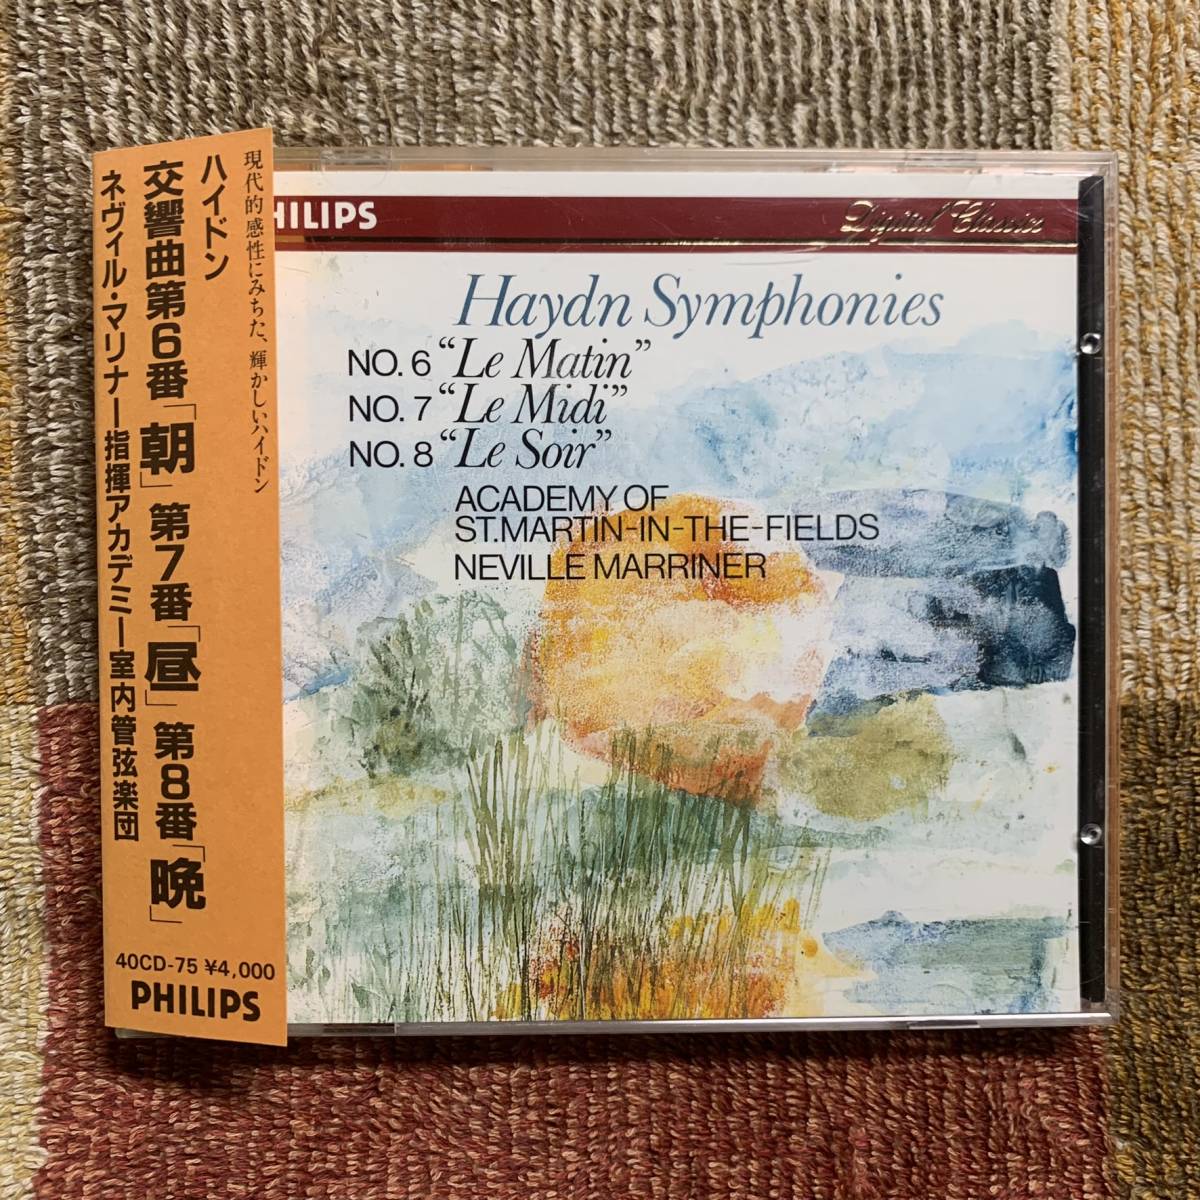 現代的感性にみちた、輝かしいハイドン
ハイドン
交響曲第6番「朝」第7番「昼」第8番「晩」
ネヴィル・マリナー指揮アカデミー室内管弦楽団
40CD-75 ¥4,000
PHILIPS
HILIPS
Digital Classics
Haydn Symphonies
NO. 6 “Le Matin”
NO. 7 “Le Midi”
NO. 8 “Le Soir”
ACADEMY OF
ST.MARTIN-IN-THE-FIELDS
NEVILLE MARRINER